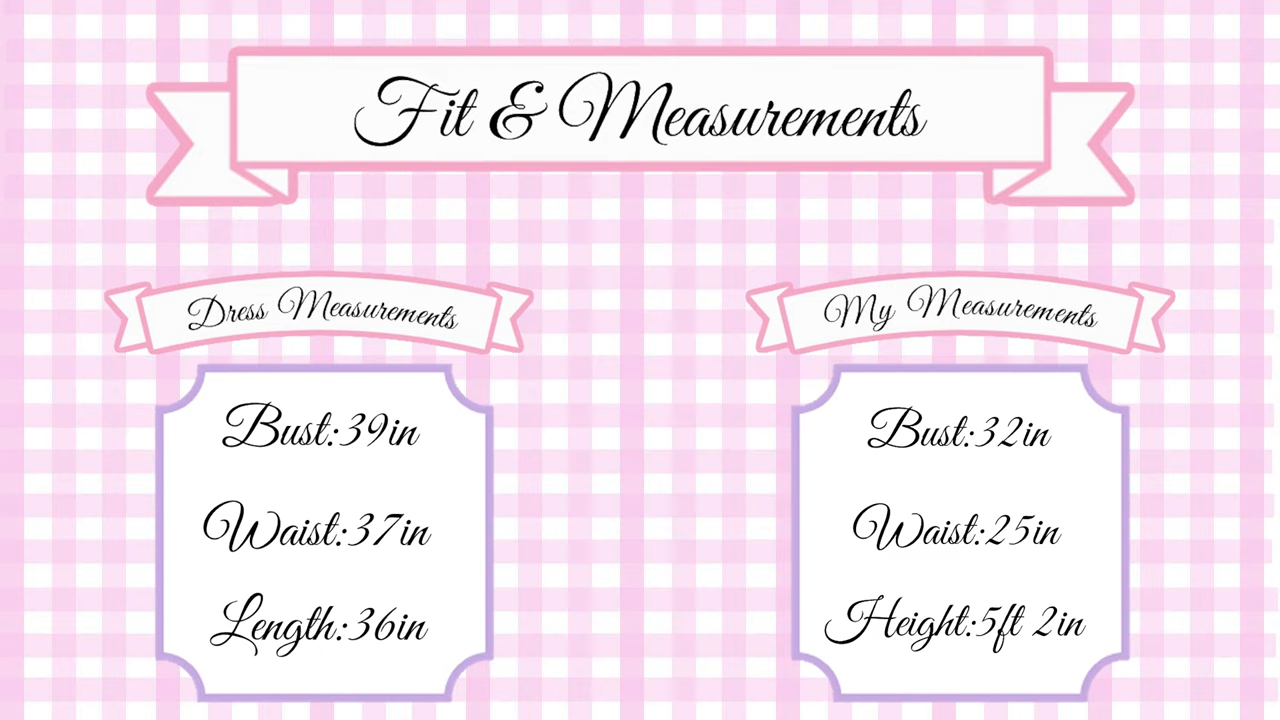 Fit & Measurements
Dress Measurements
Bust:39in
Waist:37in
Length:36in
My Measurements
Bust:32in
Waist:25in
Height:5ft 2in